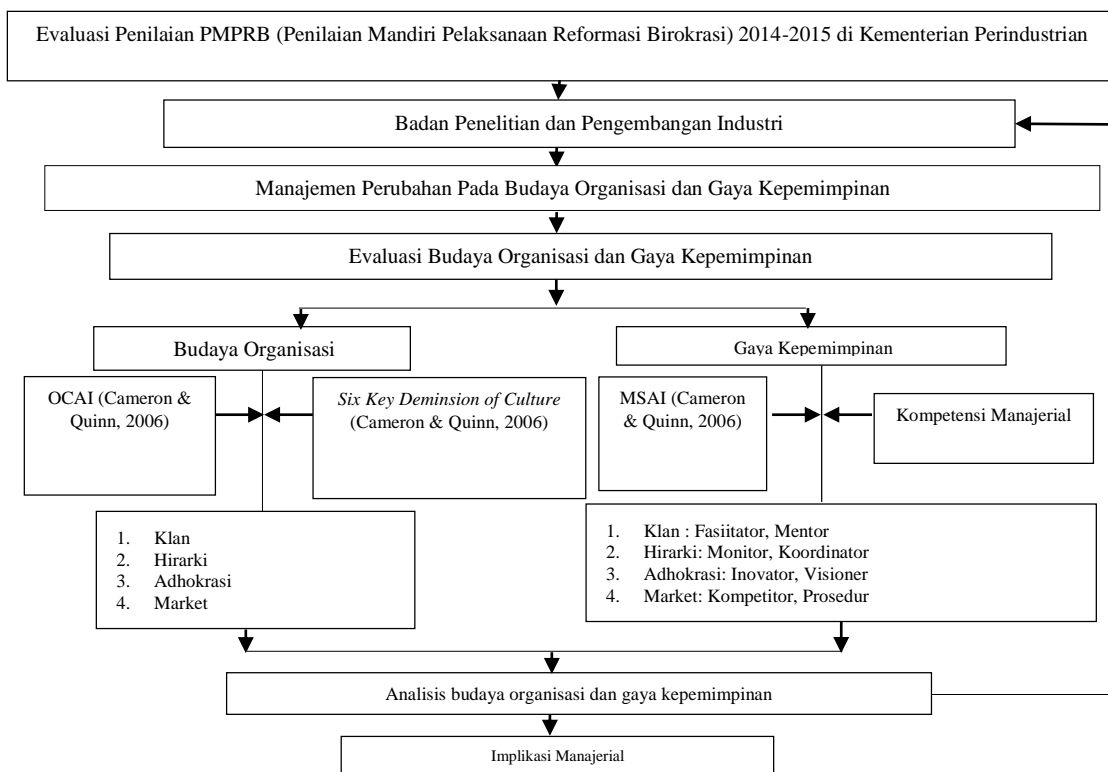 Evaluasi Penilaian PMPRB (Penilaian Mandiri Pelaksanaan Reformasi Birokrasi) 2014-2015 di Kementerian Perindustrian
Badan Penelitian dan Pengembangan Industri
Manajemen Perubahan Pada Budaya Organisasi dan Gaya Kepemimpinan
Evaluasi Budaya Organisasi dan Gaya Kepemimpinan
Budaya Organisasi
Gaya Kepemimpinan
OCAI (Cameron &
Quinn, 2006)
Six Key Deminsion of Culture
(Cameron & Quinn, 2006)
MSAI (Cameron
& Quinn, 2006)
Kompetensi Manajerial
1. Klan
2. Hirarki
3. Adhokrasi
4. Market
1. Klan : Fasiitator, Mentor
2. Hirarki: Monitor, Koordinator
3. Adhokrasi: Inovator, Visioner
4. Market: Kompetitor, Prosedur
Analisis budaya organisasi dan gaya kepemimpinan
Implikasi Manajerial